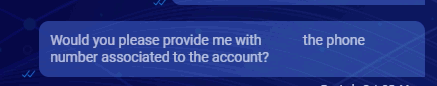 Would you please provide me with the phone
number associated to the account?